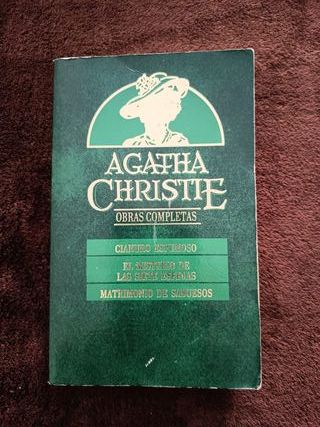 AGATHA
CHRISTIE
OBRAS COMPLETAS
CIANURO ESPUMOSO
EL MISTERIO DE
LAS SIETE ESFERAS
MATRIMONIO DE SABUESOS